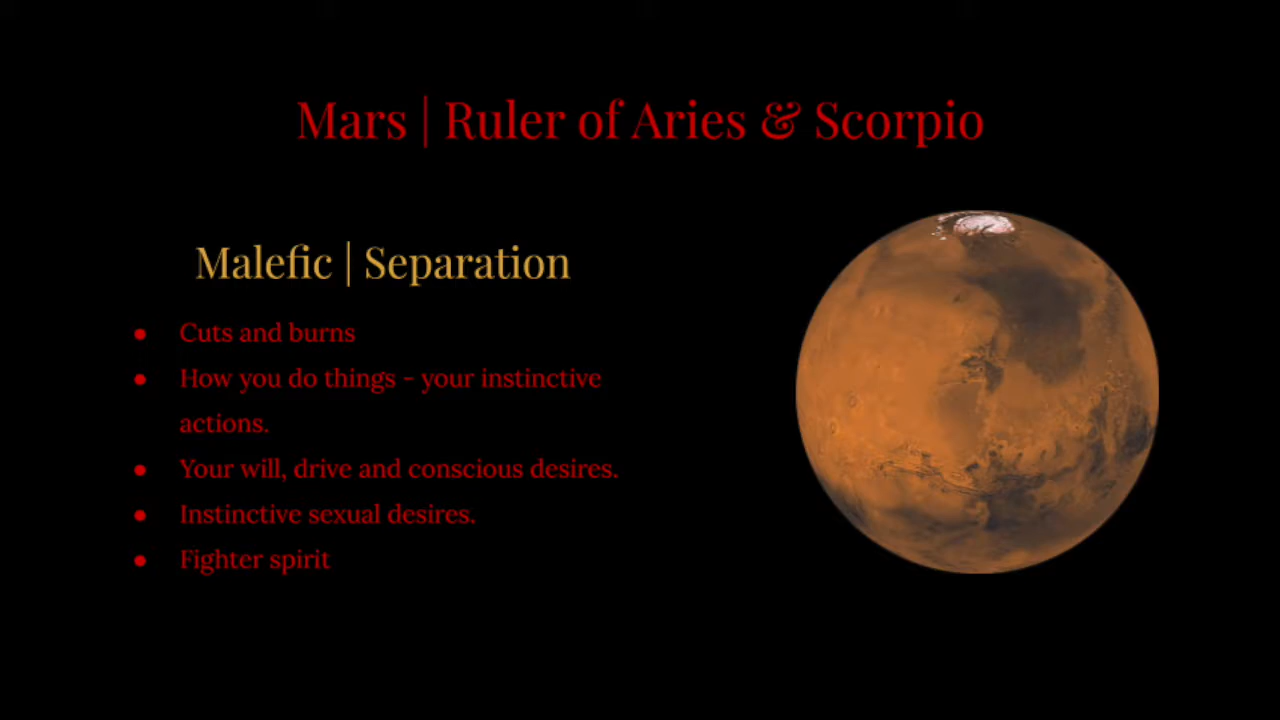 Mars | Ruler of Aries & Scorpio
Malefic | Separation
● Cuts and burns
● How you do things - your instinctive
actions.
● Your will, drive and conscious desires.
● Instinctive sexual desires.
● Fighter spirit